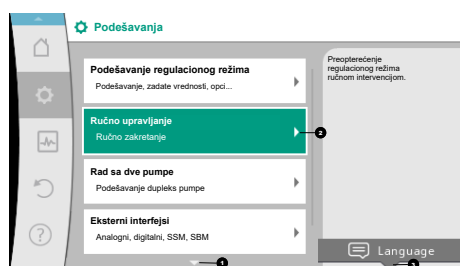 Podešavanja
Podešavanje regulacionog režima
Podešavanje, zadate vrednosti, opci...
Ručno upravljanje
Ručno zakretanje
Rad sa dve pumpe
Podešavanje dupleks pumpe
Eksterni interfejsi
Analogni, digitalni, SSM, SBM
Preopterećenje
regulacionog režima
ručnom intervencijom.
2
1
Language
3